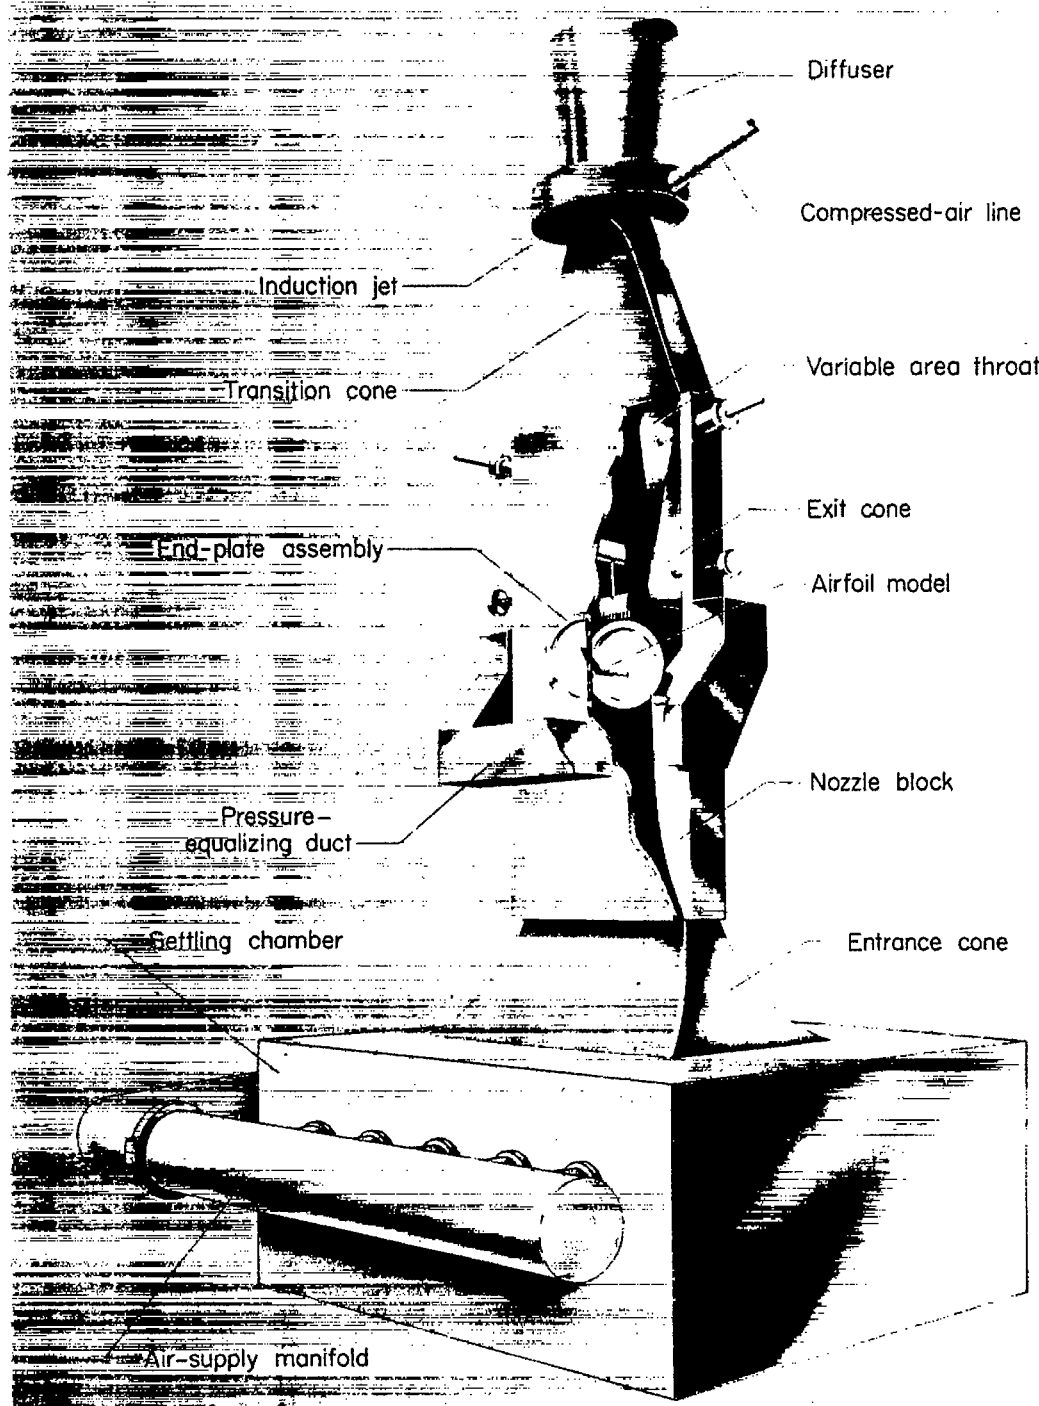 Diffuser
Compressed-air line
Induction jet
Variable area throat
Transition cone
Exit cone
End-plate assembly
Airfoil model
Nozzle block
Pressure-
equalizing duct
Settling chamber
Entrance cone
Air-supply manifold